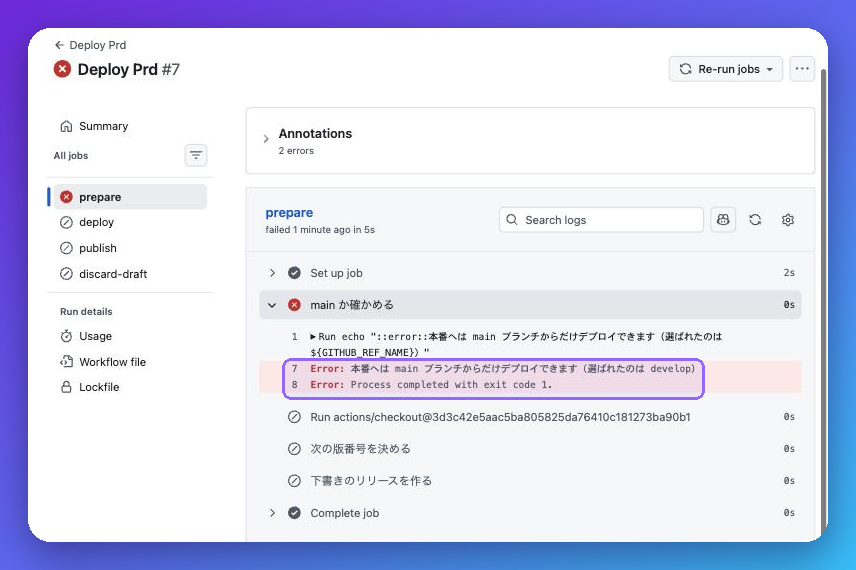 Deploy Prd
Deploy Prd #7
Re-run jobs
Summary
All jobs
prepare
deploy
publish
discard-draft
Run details
Usage
Workflow file
Lockfile
Annotations
2 errors
prepare
failed 1 minute ago in 5s
Search logs
Set up job 2s
main か確かめる 0s
1 Run echo "::error::本番へは main ブランチからだけデプロイできます（選ばれたのは
${GITHUB_REF_NAME}）"
7 Error: 本番へは main ブランチからだけデプロイできます（選ばれたのは develop）
8 Error: Process completed with exit code 1.
Run actions/checkout@3d3c42e5aac5ba805825da76410c181273ba90b1 0s
次の版番号を決める 0s
下書きのリリースを作る 0s
Complete job 0s